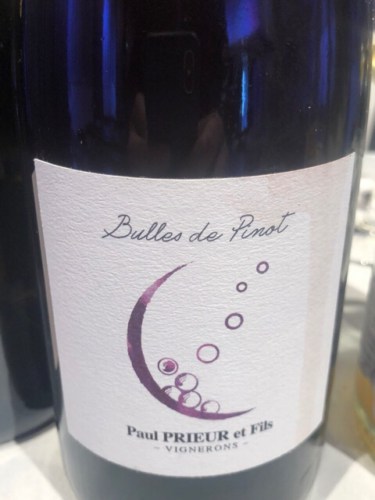 Bulles de Pinot
Paul PRIEUR et Fils
- VIGNERONS -